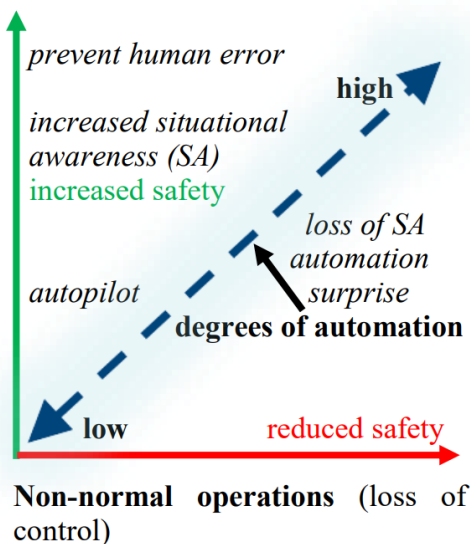 prevent human error
high
increased situational
awareness (SA)
increased safety
loss of SA
automation
surprise
autopilot
degrees of automation
low
reduced safety
Non-normal operations (loss of
control)